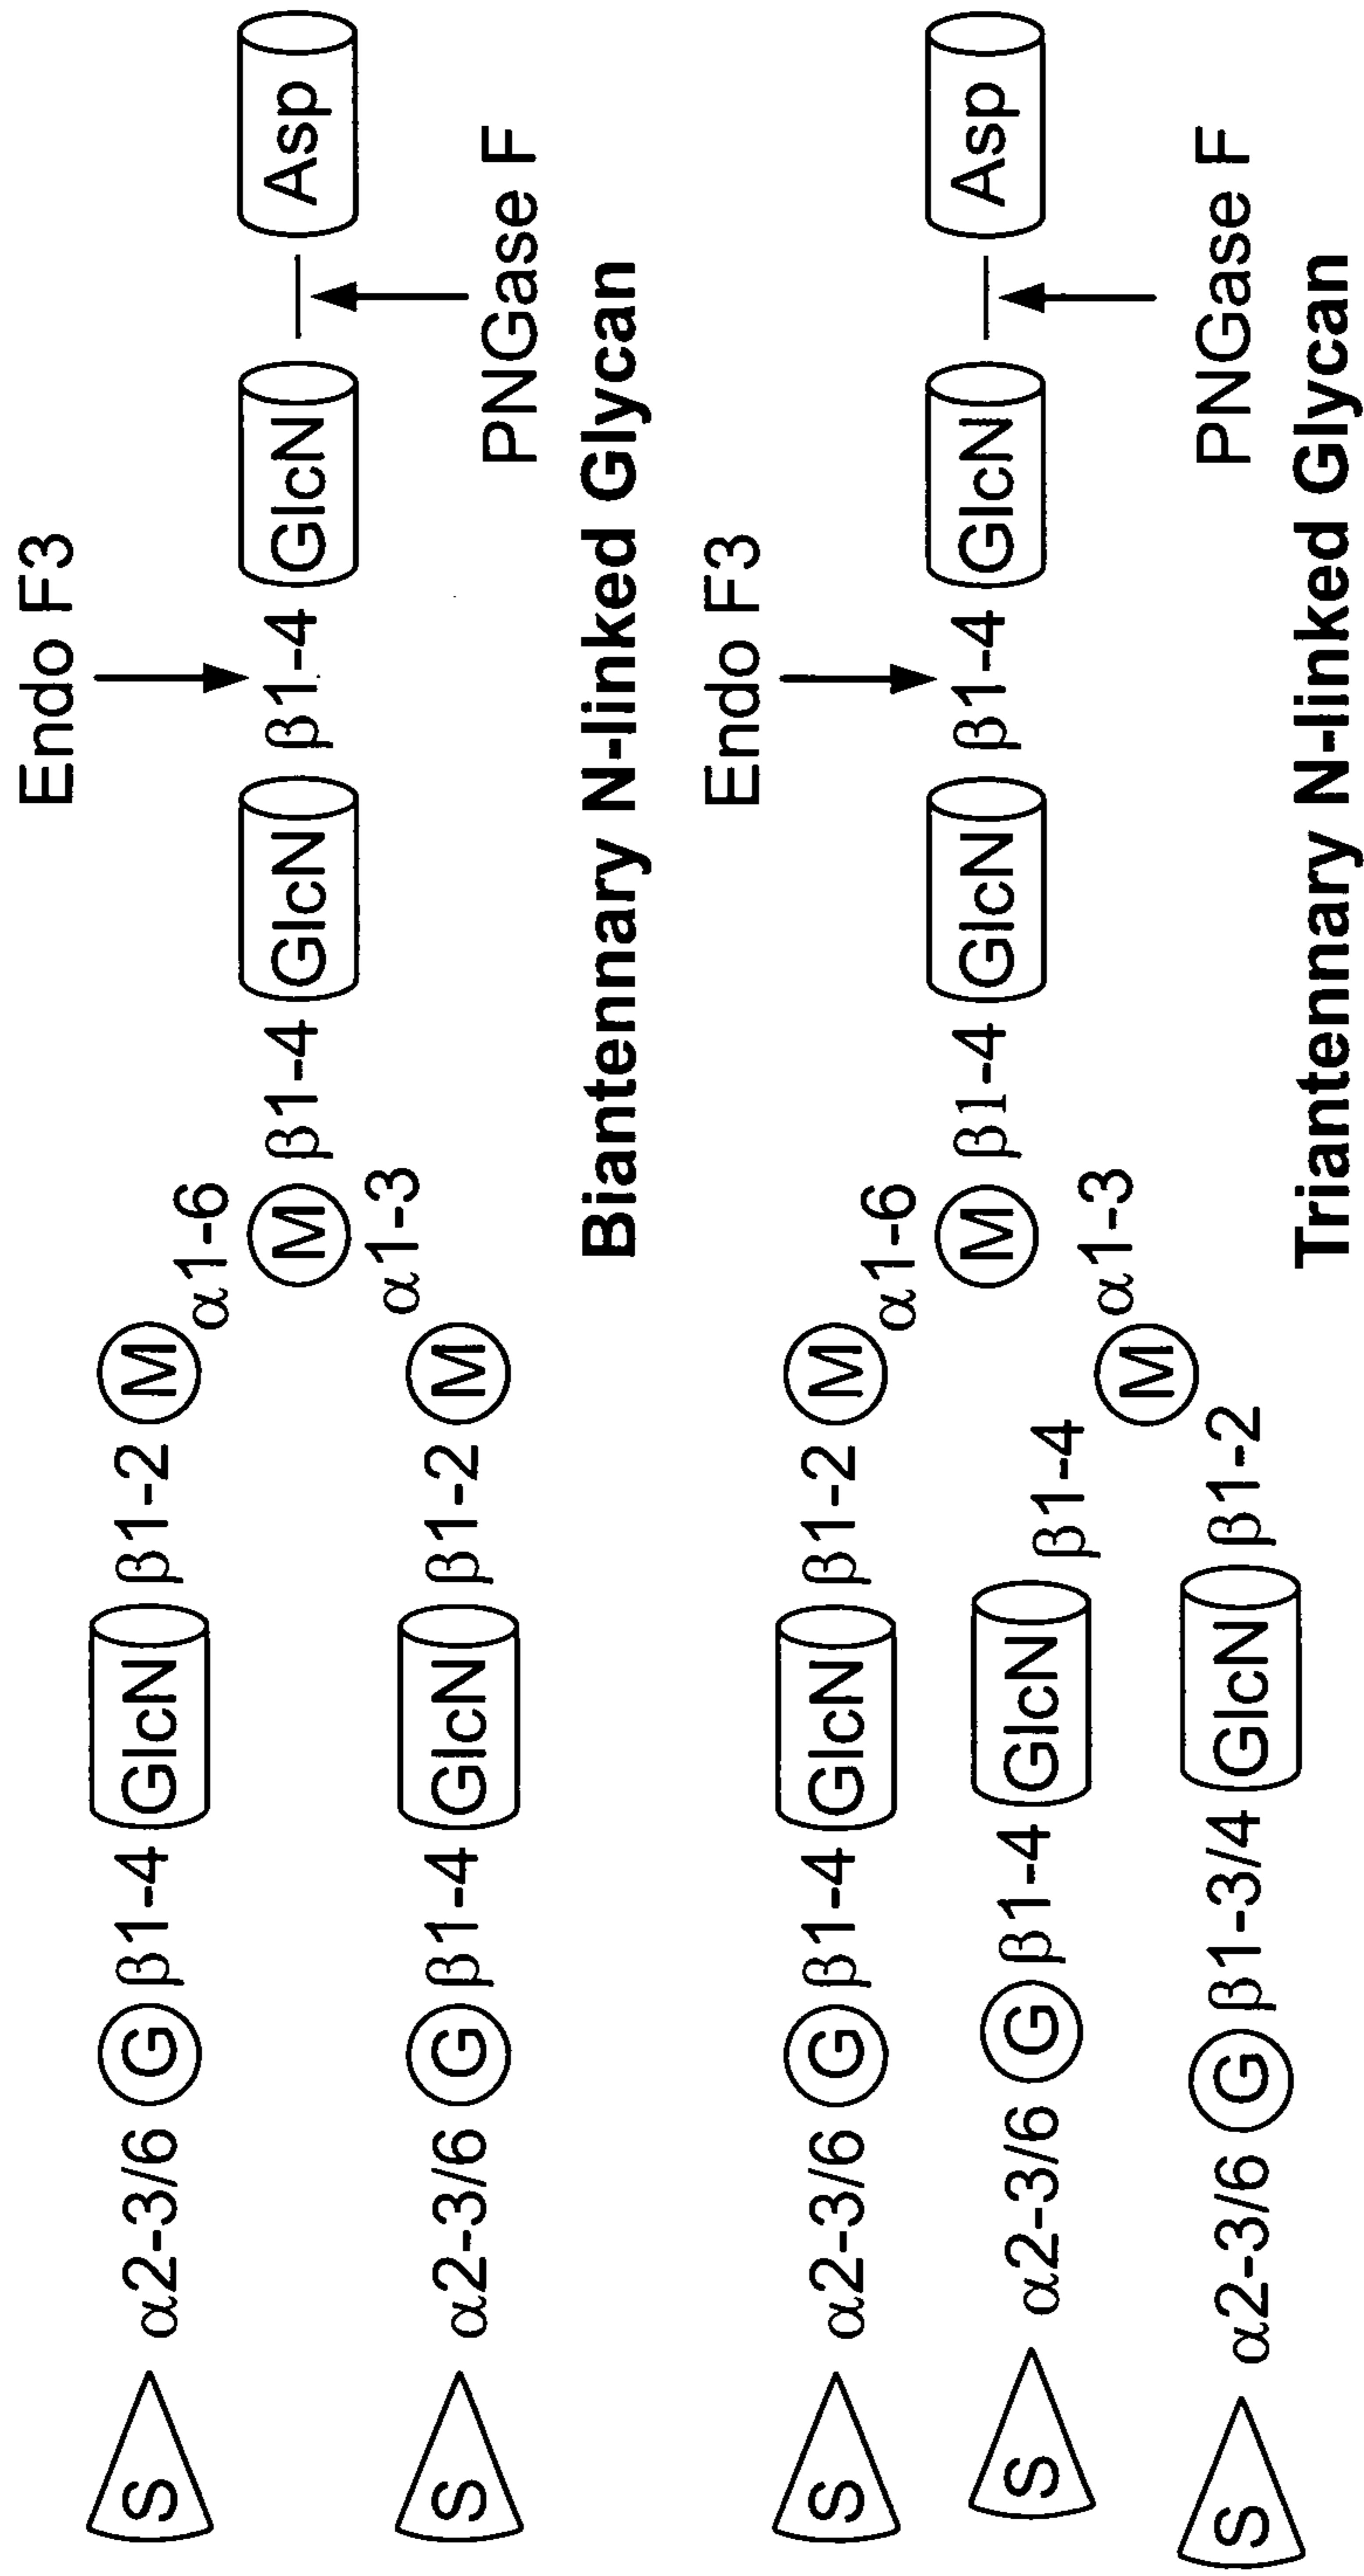 Endo F3
S α2-3/6 G β1-4 GlcN β1-2 M α1-6
M β1-4 GlcN β1-4 GlcN Asp
S α2-3/6 G β1-4 GlcN β1-2 M α1-3
PNGase F
Biantennary N-linked Glycan
Endo F3
S α2-3/6 G β1-4 GlcN β1-2 M α1-6
M β1-4 GlcN β1-4 GlcN Asp
S α2-3/6 G β1-4 GlcN β1-4
M α1-3
S α2-3/6 G β1-3/4 GlcN β1-2
PNGase F
Triantennary N-linked Glycan